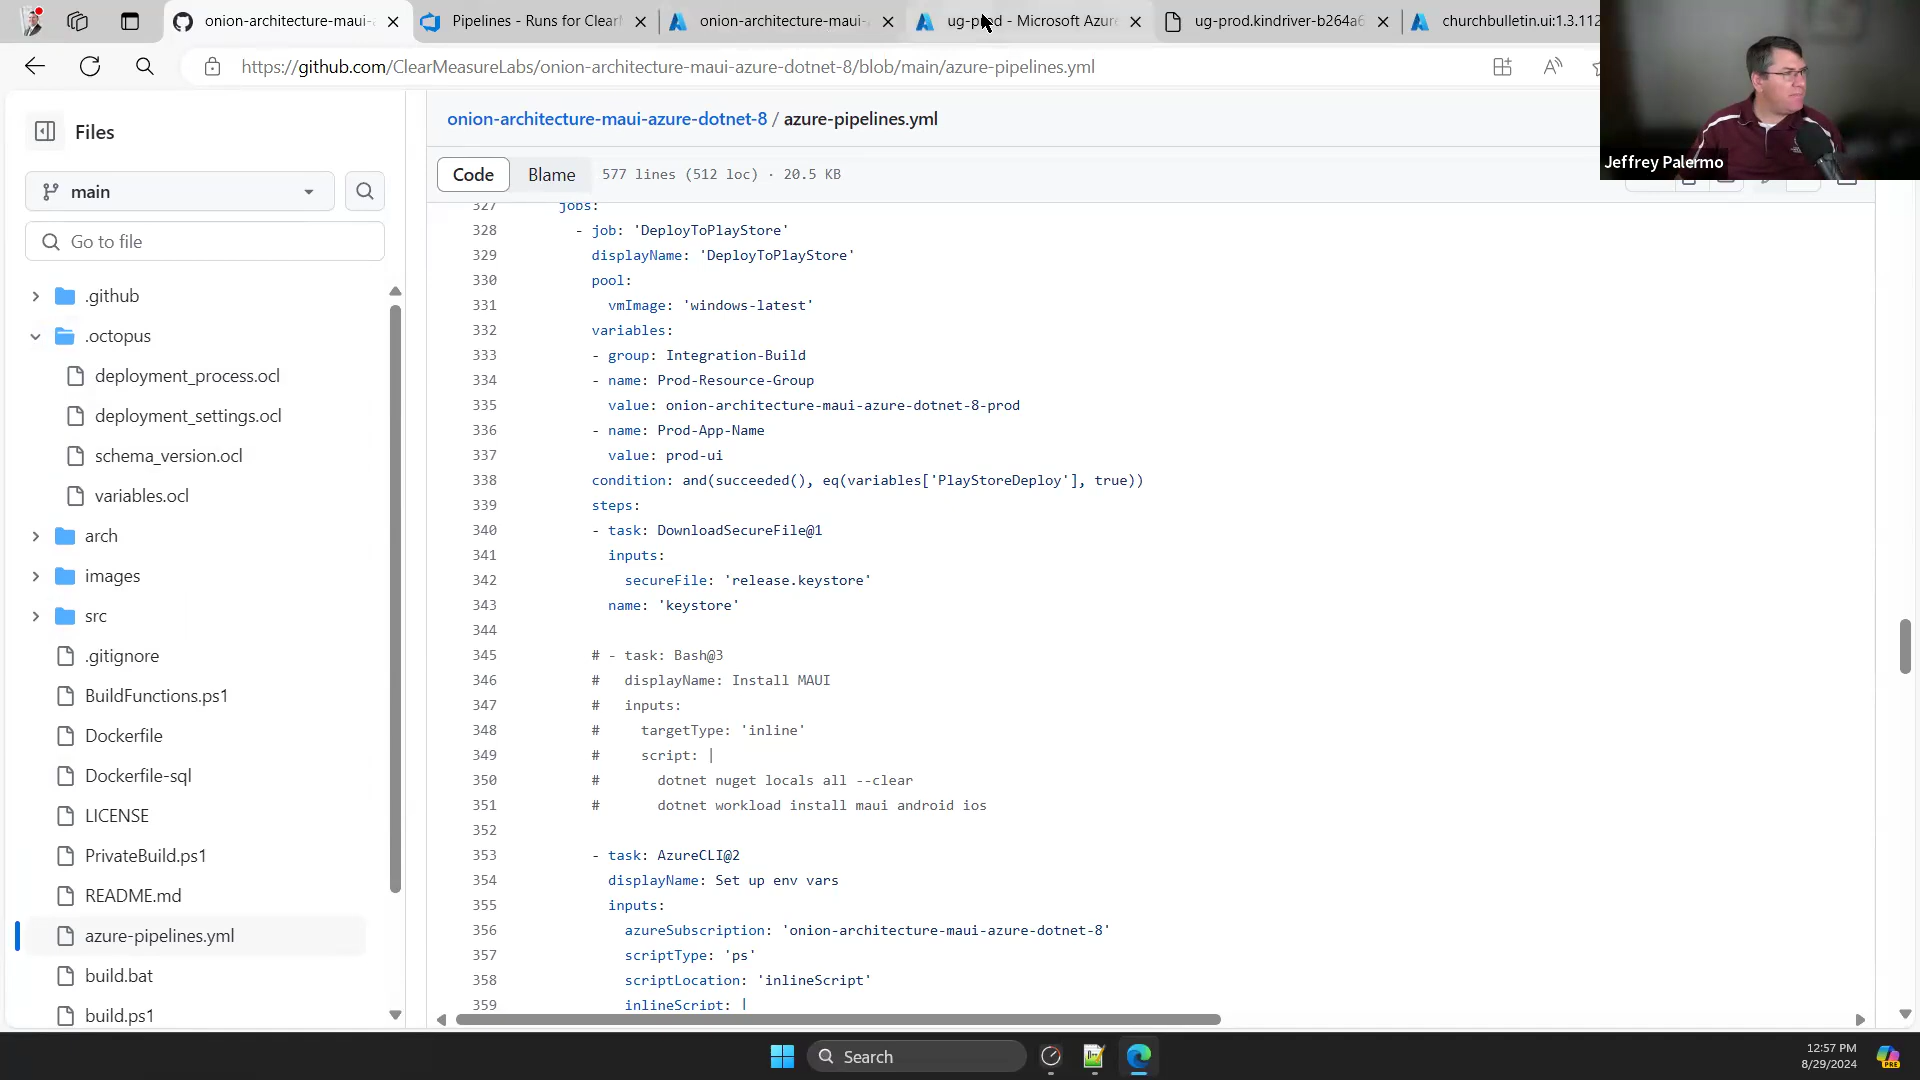 onion-architecture-maui-a
Pipelines - Runs for ClearM
onion-architecture-maui-
ug-prod - Microsoft Azure
ug-prod.kindriver-b264a6
churchbulletin.ui:1.3.112
https://github.com/ClearMeasureLabs/onion-architecture-maui-azure-dotnet-8/blob/main/azure-pipelines.yml
Jeffrey Palermo
Files
main
Go to file
.github
.octopus
deployment_process.ocl
deployment_settings.ocl
schema_version.ocl
variables.ocl
arch
images
src
.gitignore
BuildFunctions.ps1
Dockerfile
Dockerfile-sql
LICENSE
PrivateBuild.ps1
README.md
azure-pipelines.yml
build.bat
build.ps1
onion-architecture-maui-azure-dotnet-8 / azure-pipelines.yml
Code Blame 577 lines (512 loc) · 20.5 KB
327 jobs:
328 - job: 'DeployToPlayStore'
329 displayName: 'DeployToPlayStore'
330 pool:
331 vmImage: 'windows-latest'
332 variables:
333 - group: Integration-Build
334 - name: Prod-Resource-Group
335 value: onion-architecture-maui-azure-dotnet-8-prod
336 - name: Prod-App-Name
337 value: prod-ui
338 condition: and(succeeded(), eq(variables['PlayStoreDeploy'], true))
339 steps:
340 - task: DownloadSecureFile@1
341 inputs:
342 secureFile: 'release.keystore'
343 name: 'keystore'
344
345 # - task: Bash@3
346 # displayName: Install MAUI
347 # inputs:
348 # targetType: 'inline'
349 # script: |
350 # dotnet nuget locals all --clear
351 # dotnet workload install maui android ios
352
353 - task: AzureCLI@2
354 displayName: Set up env vars
355 inputs:
356 azureSubscription: 'onion-architecture-maui-azure-dotnet-8'
357 scriptType: 'ps'
358 scriptLocation: 'inlineScript'
359 inlineScript: |
Search
12:57 PM
8/29/2024
PRE